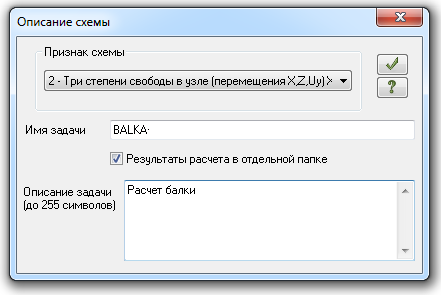 Описание схемы
Признак схемы
2 - Три степени свободы в узле (перемещения X,Z,Uy) X
Имя задачи
BALKA
Результаты расчета в отдельной папке
Описание задачи
(до 255 символов)
Расчет балки